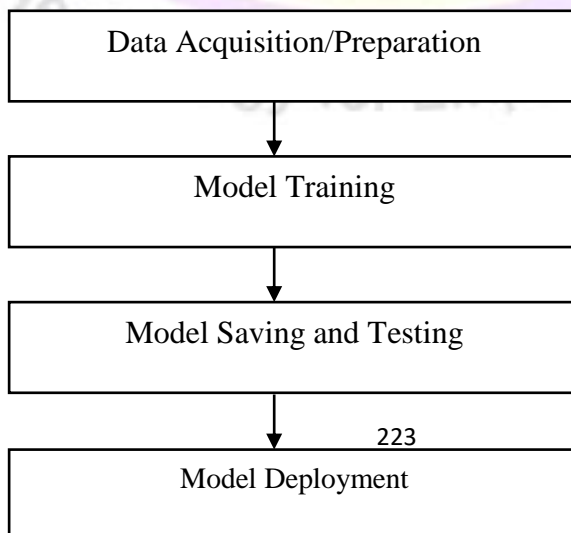 Data Acquisition/Preparation
Model Training
Model Saving and Testing
223
Model Deployment